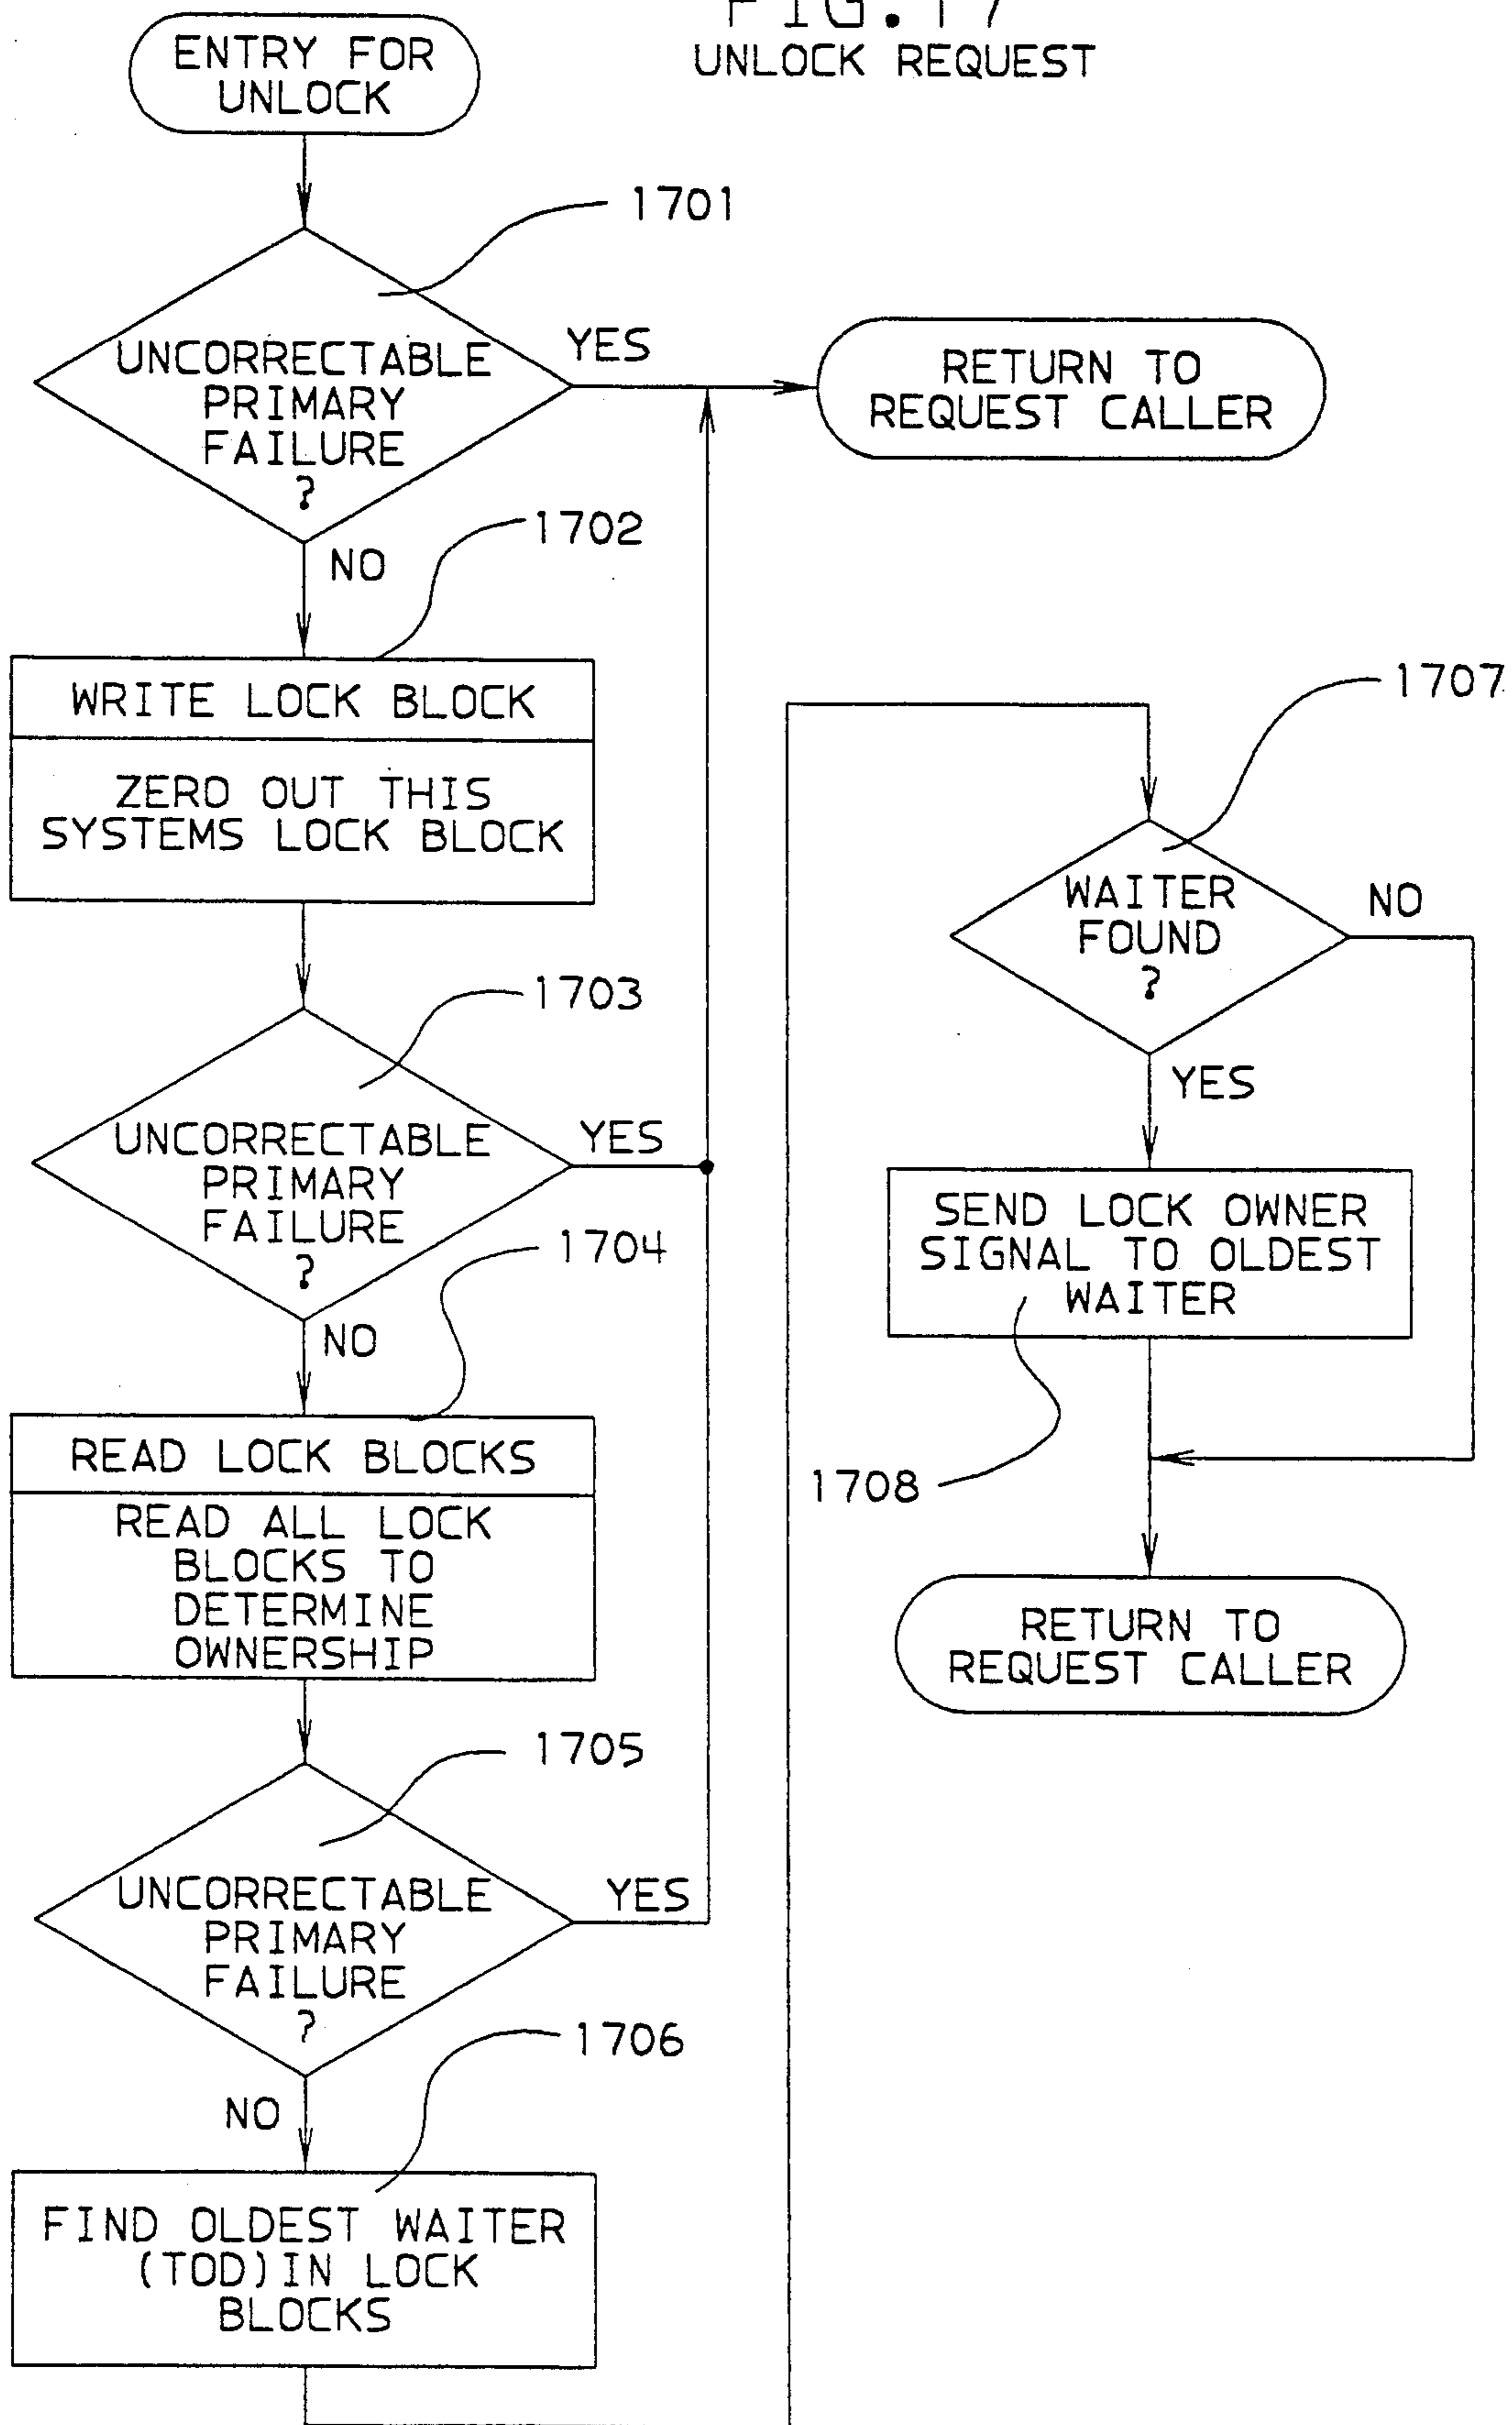 FIG. 17
UNLOCK REQUEST
ENTRY FOR
UNLOCK
1701
UNCORRECTABLE
PRIMARY
FAILURE
?
YES
RETURN TO
REQUEST CALLER
NO
1702
WRITE LOCK BLOCK
ZERO OUT THIS
SYSTEMS LOCK BLOCK
1703
UNCORRECTABLE
PRIMARY
FAILURE
?
YES
NO
1704
READ LOCK BLOCKS
READ ALL LOCK
BLOCKS TO
DETERMINE
OWNERSHIP
1705
UNCORRECTABLE
PRIMARY
FAILURE
?
YES
NO
1706
FIND OLDEST WAITER
(TOD)IN LOCK
BLOCKS
1707
WAITER
FOUND
?
NO
YES
SEND LOCK OWNER
SIGNAL TO OLDEST
WAITER
1708
RETURN TO
REQUEST CALLER